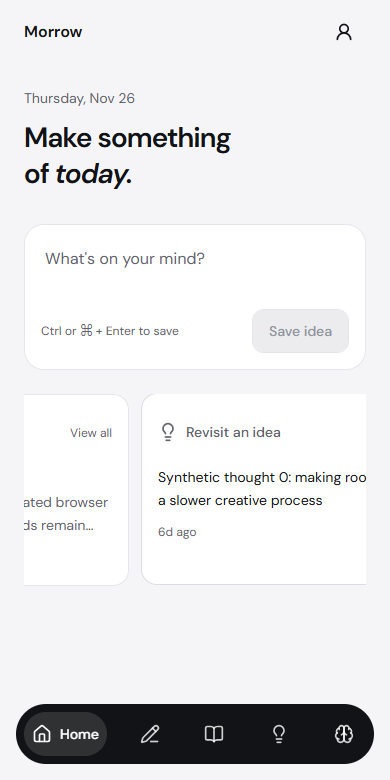 Morrow
Thursday, Nov 26
Make something
of today.
What's on your mind?
Ctrl or ⌘ + Enter to save
Save idea
View all
ated browser
ds remain...
Revisit an idea
Synthetic thought 0: making roo
a slower creative process
6d ago
Home